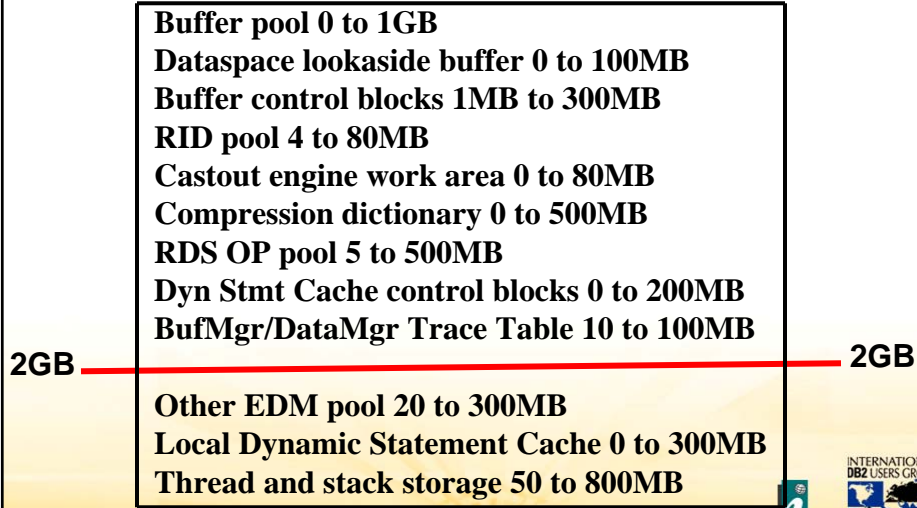 Buffer pool 0 to 1GB
Dataspace lookaside buffer 0 to 100MB
Buffer control blocks 1MB to 300MB
RID pool 4 to 80MB
Castout engine work area 0 to 80MB
Compression dictionary 0 to 500MB
RDS OP pool 5 to 500MB
Dyn Stmt Cache control blocks 0 to 200MB
BufMgr/DataMgr Trace Table 10 to 100MB
2GB 2GB
Other EDM pool 20 to 300MB
Local Dynamic Statement Cache 0 to 300MB
Thread and stack storage 50 to 800MB
INTERNATIO
DB2 USERS GR